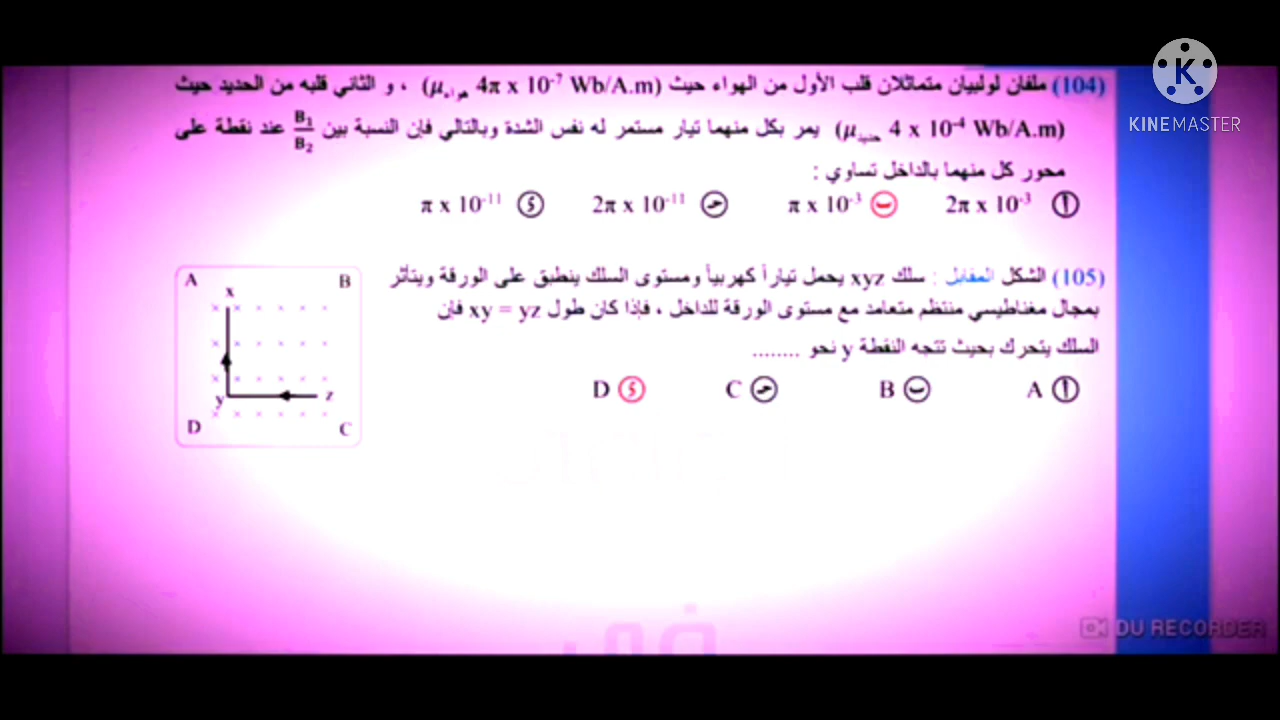 (104) ملفان لولبيان متماثلان قلب الأول من الهواء حيث (μهواء 4π x 10⁻⁷ Wb/A.m) ، و الثاني قلبه من الحديد حيث
(μحديد 4 x 10⁻⁴ Wb/A.m) يمر بكل منهما تيار مستمر له نفس الشدة وبالتالي فإن النسبة بين B₁/B₂ عند نقطة على
محور كل منهما بالداخل تساوي :
أ 2π x 10⁻³ ب π x 10⁻³ جـ 2π x 10⁻¹¹ د π x 10⁻¹¹
(105) الشكل المقابل : سلك xyz يحمل تياراً كهربياً ومستوى السلك ينطبق على الورقة ويتأثر
بمجال مغناطيسي منتظم متعامد مع مستوى الورقة للداخل ، فإذا كان طول xy = yz فإن
السلك يتحرك بحيث تتجه النقطة y نحو ........
أ A ب B جـ C د D
A B
x
y z
D C
KINEMASTER
DU RECORDER